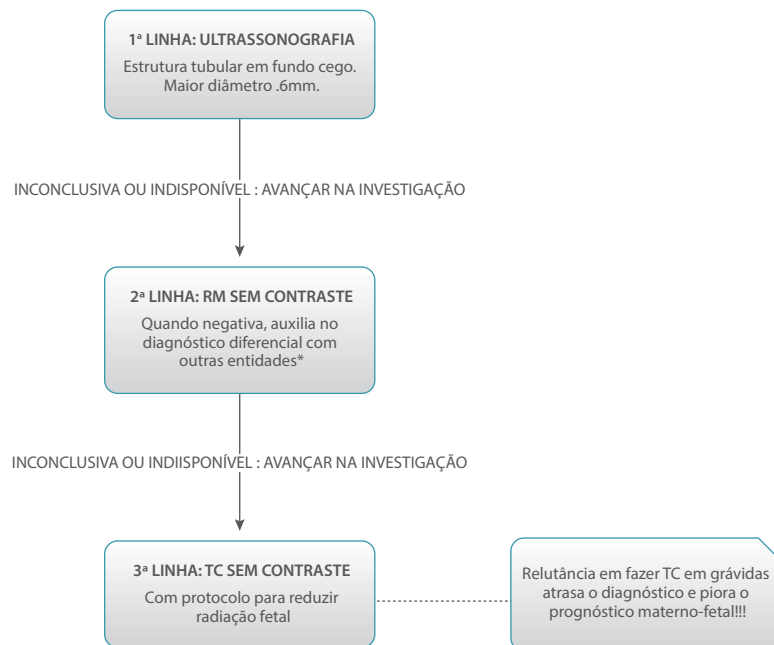 1ª LINHA: ULTRASSONOGRAFIA
Estrutura tubular em fundo cego.
Maior diâmetro .6mm.
INCONCLUSIVA OU INDISPONÍVEL : AVANÇAR NA INVESTIGAÇÃO
2ª LINHA: RM SEM CONTRASTE
Quando negativa, auxilia no
diagnóstico diferencial com
outras entidades*
INCONCLUSIVA OU INDIISPONÍVEL : AVANÇAR NA INVESTIGAÇÃO
3ª LINHA: TC SEM CONTRASTE
Com protocolo para reduzir
radiação fetal
Relutância em fazer TC em grávidas
atrasa o diagnóstico e piora o
prognóstico materno-fetal!!!